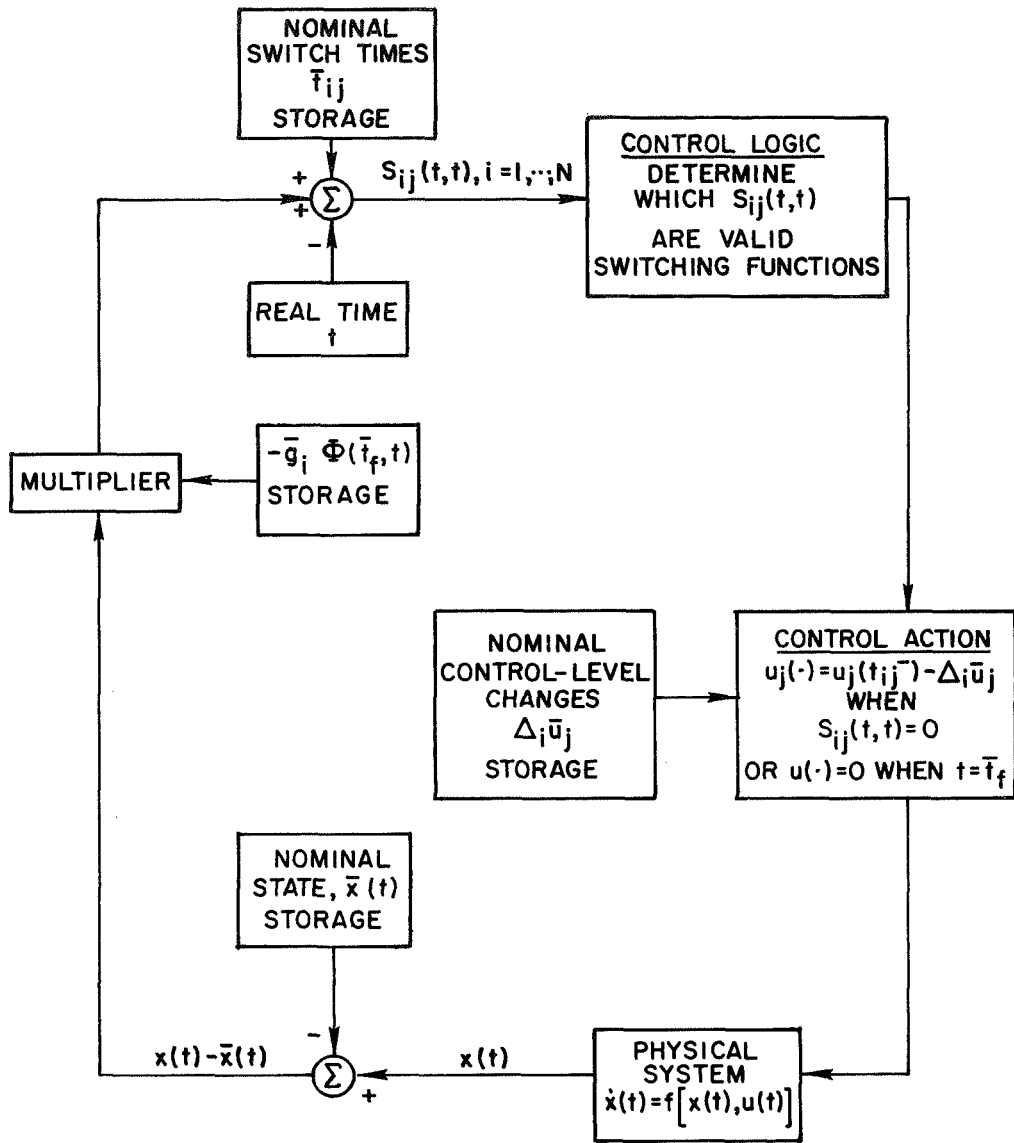 NOMINAL
SWITCH TIMES
t̄ij
STORAGE
+
+
Σ
-
Sij(t,t), i = 1,··,N
CONTROL LOGIC
DETERMINE
WHICH Sij(t,t)
ARE VALID
SWITCHING FUNCTIONS
REAL TIME
t
MULTIPLIER
-ḡi Φ(t̄f,t)
STORAGE
NOMINAL
CONTROL-LEVEL
CHANGES
Δiūj
STORAGE
CONTROL ACTION
uj(·)=uj(tij⁻)-Δiūj
WHEN
Sij(t,t)=0
OR u(·)=0 WHEN t=t̄f
NOMINAL
STATE, x̄(t)
STORAGE
-
x(t)-x̄(t)
Σ
+
x(t)
PHYSICAL
SYSTEM
ẋ(t)=f[x(t),u(t)]